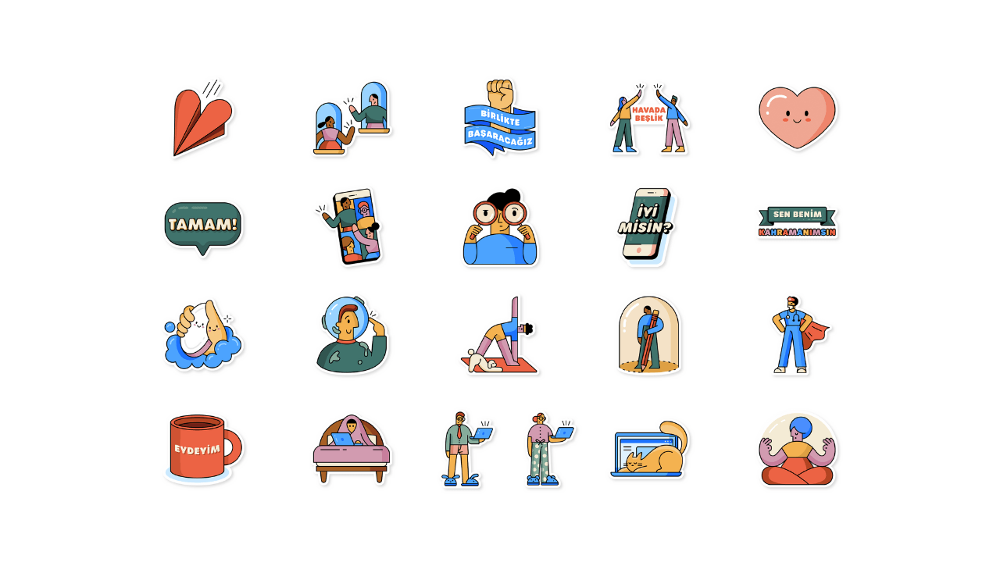 BİRLİKTE
BAŞARACAĞIZ
HAVADA
BEŞLİK
TAMAM!
İYİ
MİSİN?
SEN BENİM
KAHRAMANIMSIN
EVDEYİM